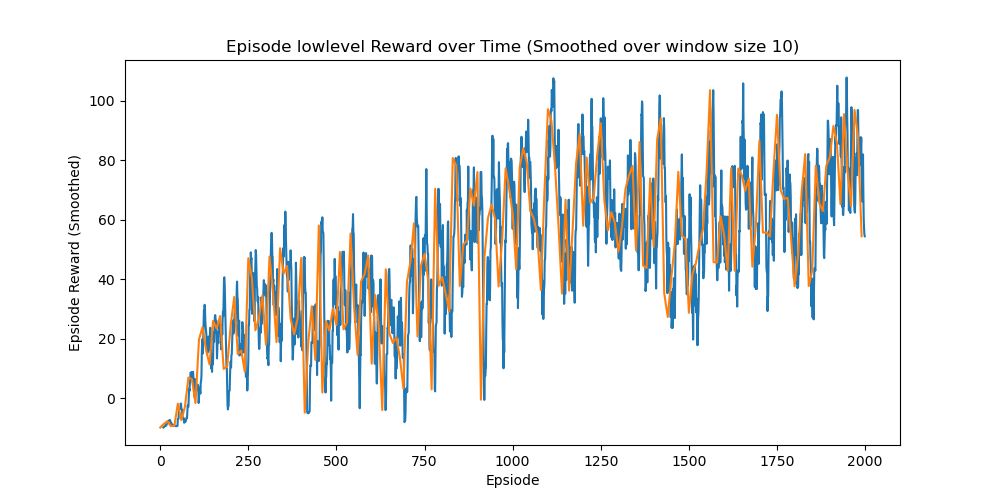 Episode lowlevel Reward over Time (Smoothed over window size 10)
Epsiode Reward (Smoothed)
100
80
60
40
20
0
0 250 500 750 1000 1250 1500 1750 2000
Epsiode